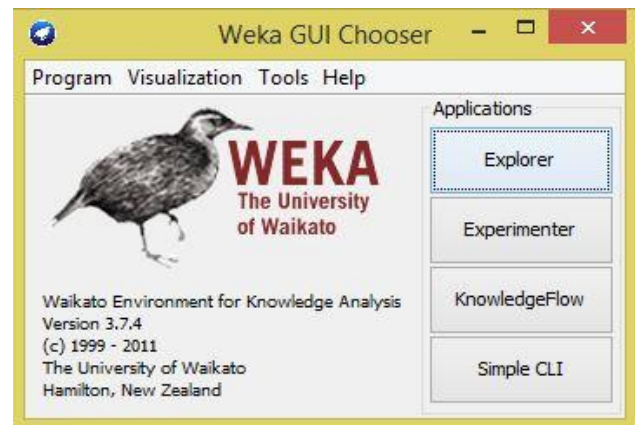 Weka GUI Chooser
Program Visualization Tools Help
WEKA
The University
of Waikato
Waikato Environment for Knowledge Analysis
Version 3.7.4
(c) 1999 - 2011
The University of Waikato
Hamilton, New Zealand
Applications
Explorer
Experimenter
KnowledgeFlow
Simple CLI